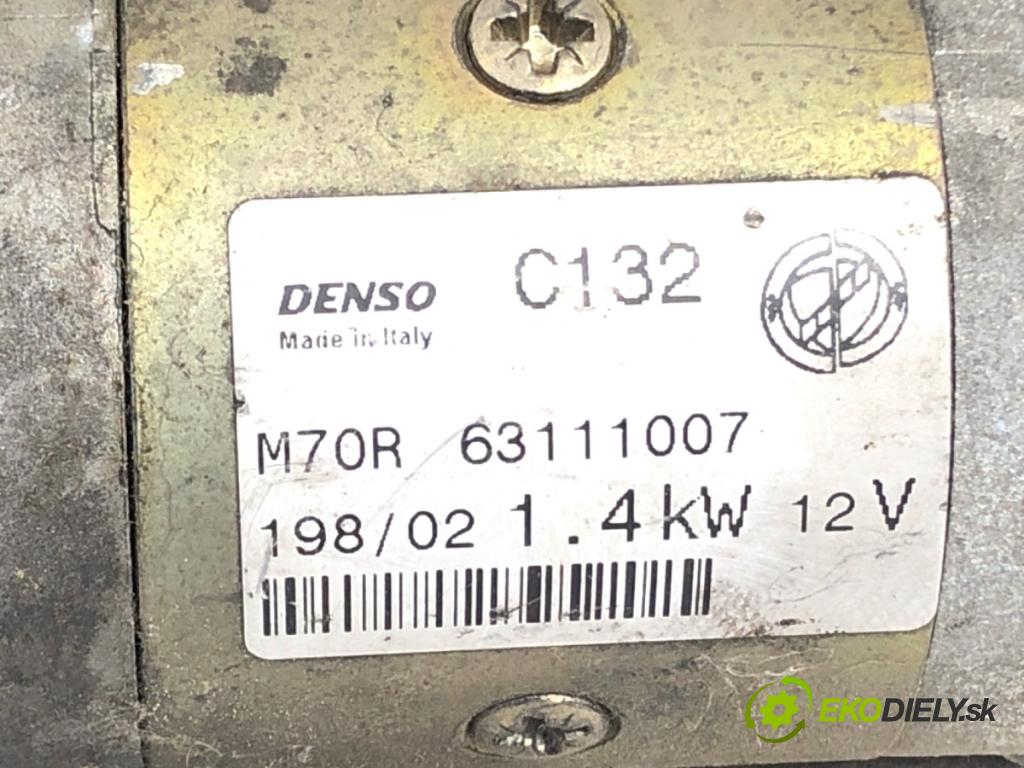 DENSO C132
Made in Italy
M70R 63111007
198/02 1.4kW 12V
EKODIELY.sk